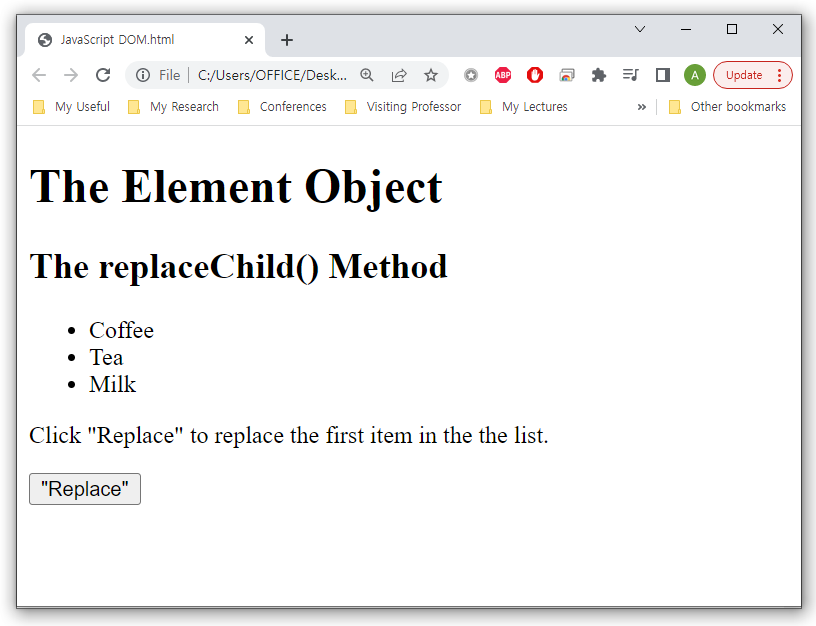 JavaScript DOM.html
File C:/Users/OFFICE/Desk... ABP A Update
My Useful My Research Conferences Visiting Professor My Lectures » Other bookmarks
The Element Object
The replaceChild() Method
• Coffee
• Tea
• Milk
Click "Replace" to replace the first item in the the list.
"Replace"